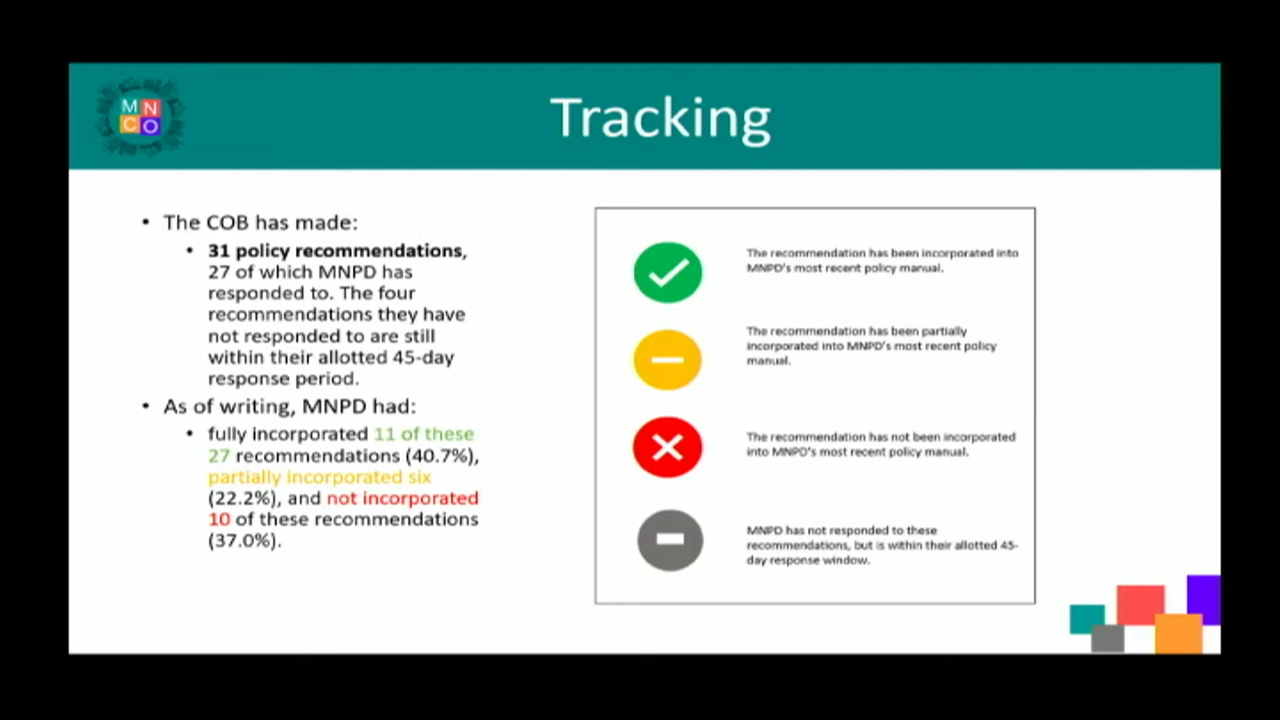 M N
C O
Tracking
• The COB has made:
• 31 policy recommendations,
27 of which MNPD has
responded to. The four
recommendations they have
not responded to are still
within their allotted 45-day
response period.
• As of writing, MNPD had:
• fully incorporated 11 of these
27 recommendations (40.7%),
partially incorporated six
(22.2%), and not incorporated
10 of these recommendations
(37.0%).
The recommendation has been incorporated into
MNPD's most recent policy manual.
The recommendation has been partially
incorporated into MNPD's most recent policy
manual.
The recommendation has not been incorporated
into MNPD's most recent policy manual.
MNPD has not responded to these
recommendations, but is within their allotted 45-
day response window.